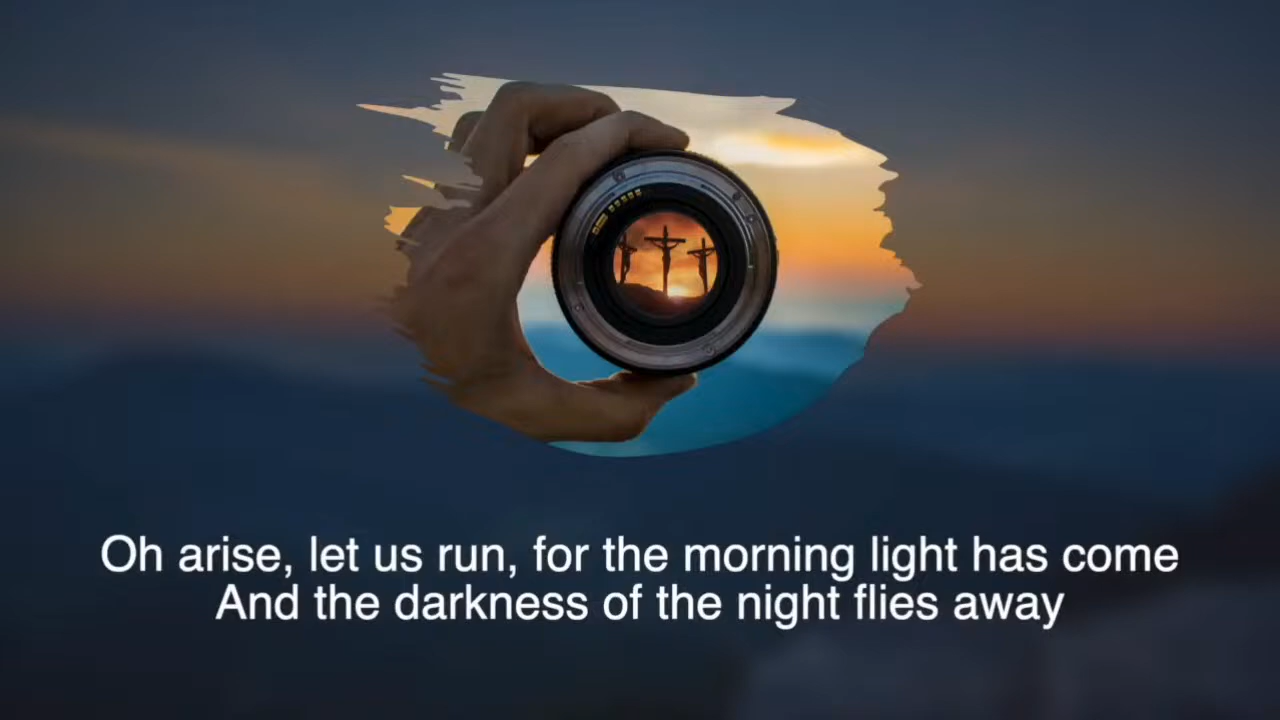 Oh arise, let us run, for the morning light has come
And the darkness of the night flies away